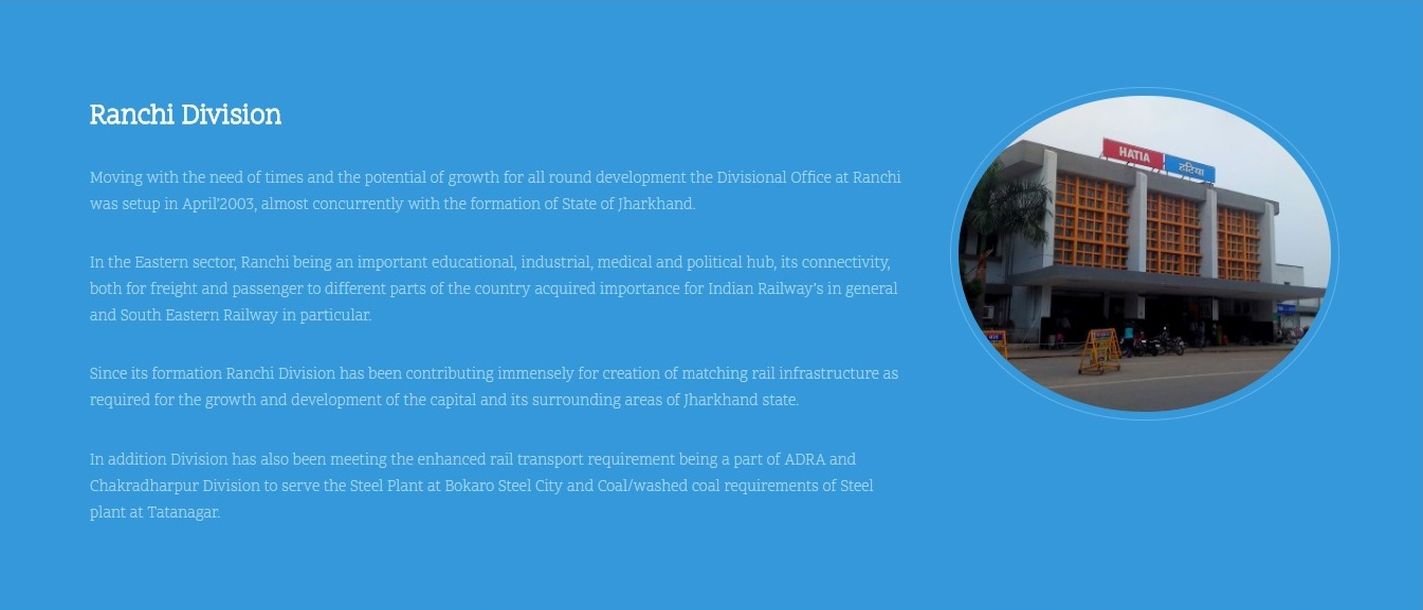 Ranchi Division
Moving with the need of times and the potential of growth for all round development the Divisional Office at Ranchi
was setup in April'2003, almost concurrently with the formation of State of Jharkhand.
In the Eastern sector, Ranchi being an important educational, industrial, medical and political hub, its connectivity,
both for freight and passenger to different parts of the country acquired importance for Indian Railway's in general
and South Eastern Railway in particular.
Since its formation Ranchi Division has been contributing immensely for creation of matching rail infrastructure as
required for the growth and development of the capital and its surrounding areas of Jharkhand state.
In addition Division has also been meeting the enhanced rail transport requirement being a part of ADRA and
Chakradharpur Division to serve the Steel Plant at Bokaro Steel City and Coal/washed coal requirements of Steel
plant at Tatanagar.
HATIA हटिया